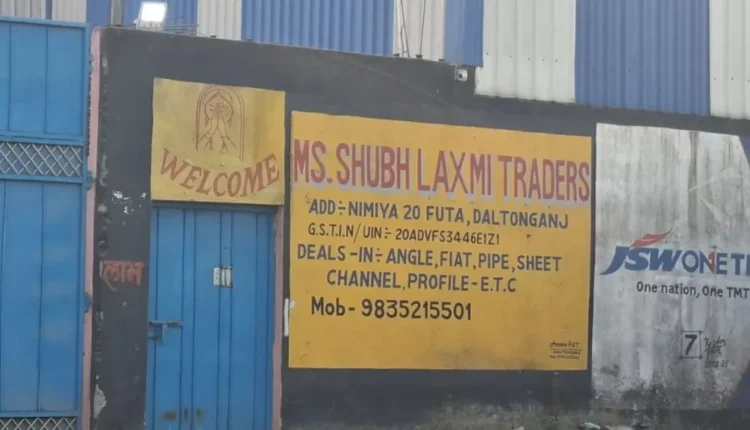 WELCOME
MS. SHUBH LAXMI TRADERS
ADD÷NIMIYA 20 FUTA, DALTONGANJ
G.S.T.I.N/UIN÷ 20ADVFS3446E1Z1
DEALS-IN÷ ANGLE, FIAT, PIPE, SHEET
CHANNEL, PROFILE-E.T.C
Mob- 9835215501
लाभ
JSW ONE T
One nation, One TMT
7